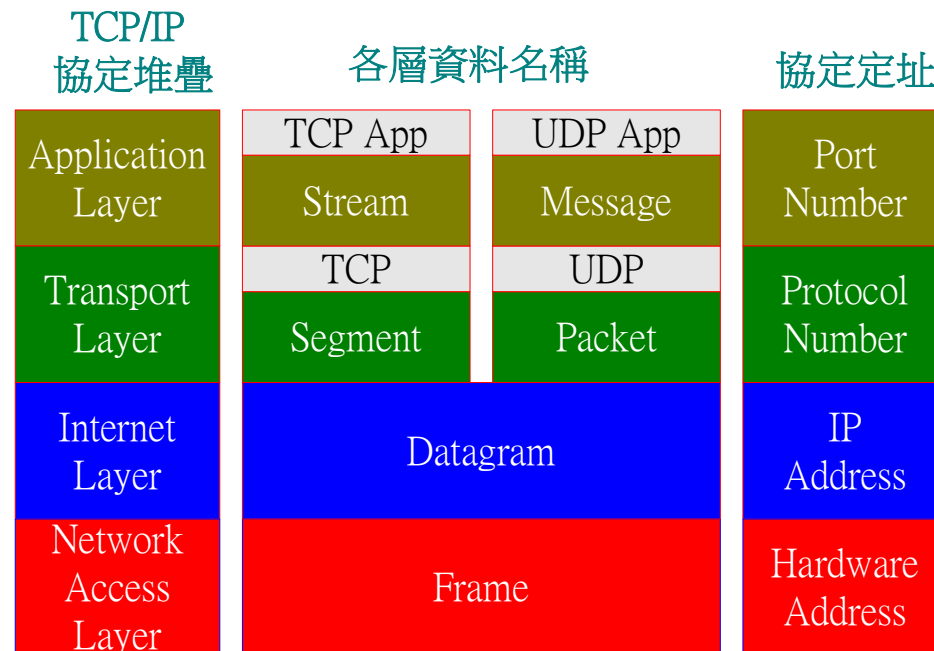 TCP/IP
協定堆疊
各層資料名稱
協定定址
Application
Layer
TCP App
Stream
UDP App
Message
Port
Number
Transport
Layer
TCP
Segment
UDP
Packet
Protocol
Number
Internet
Layer
Datagram
IP
Address
Network
Access
Layer
Frame
Hardware
Address